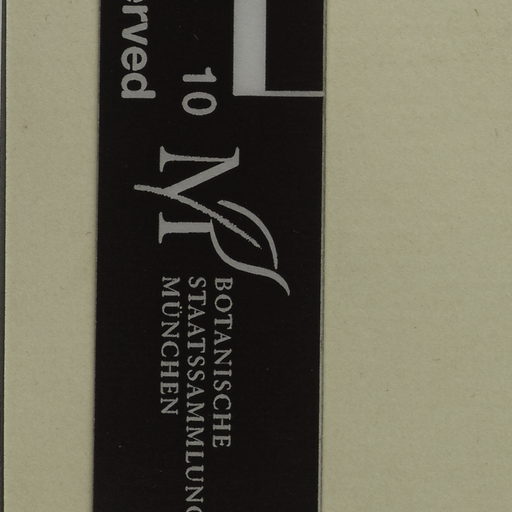 erved
10
BOTANISCHE
STAATSSAMMLUNG
MÜNCHEN